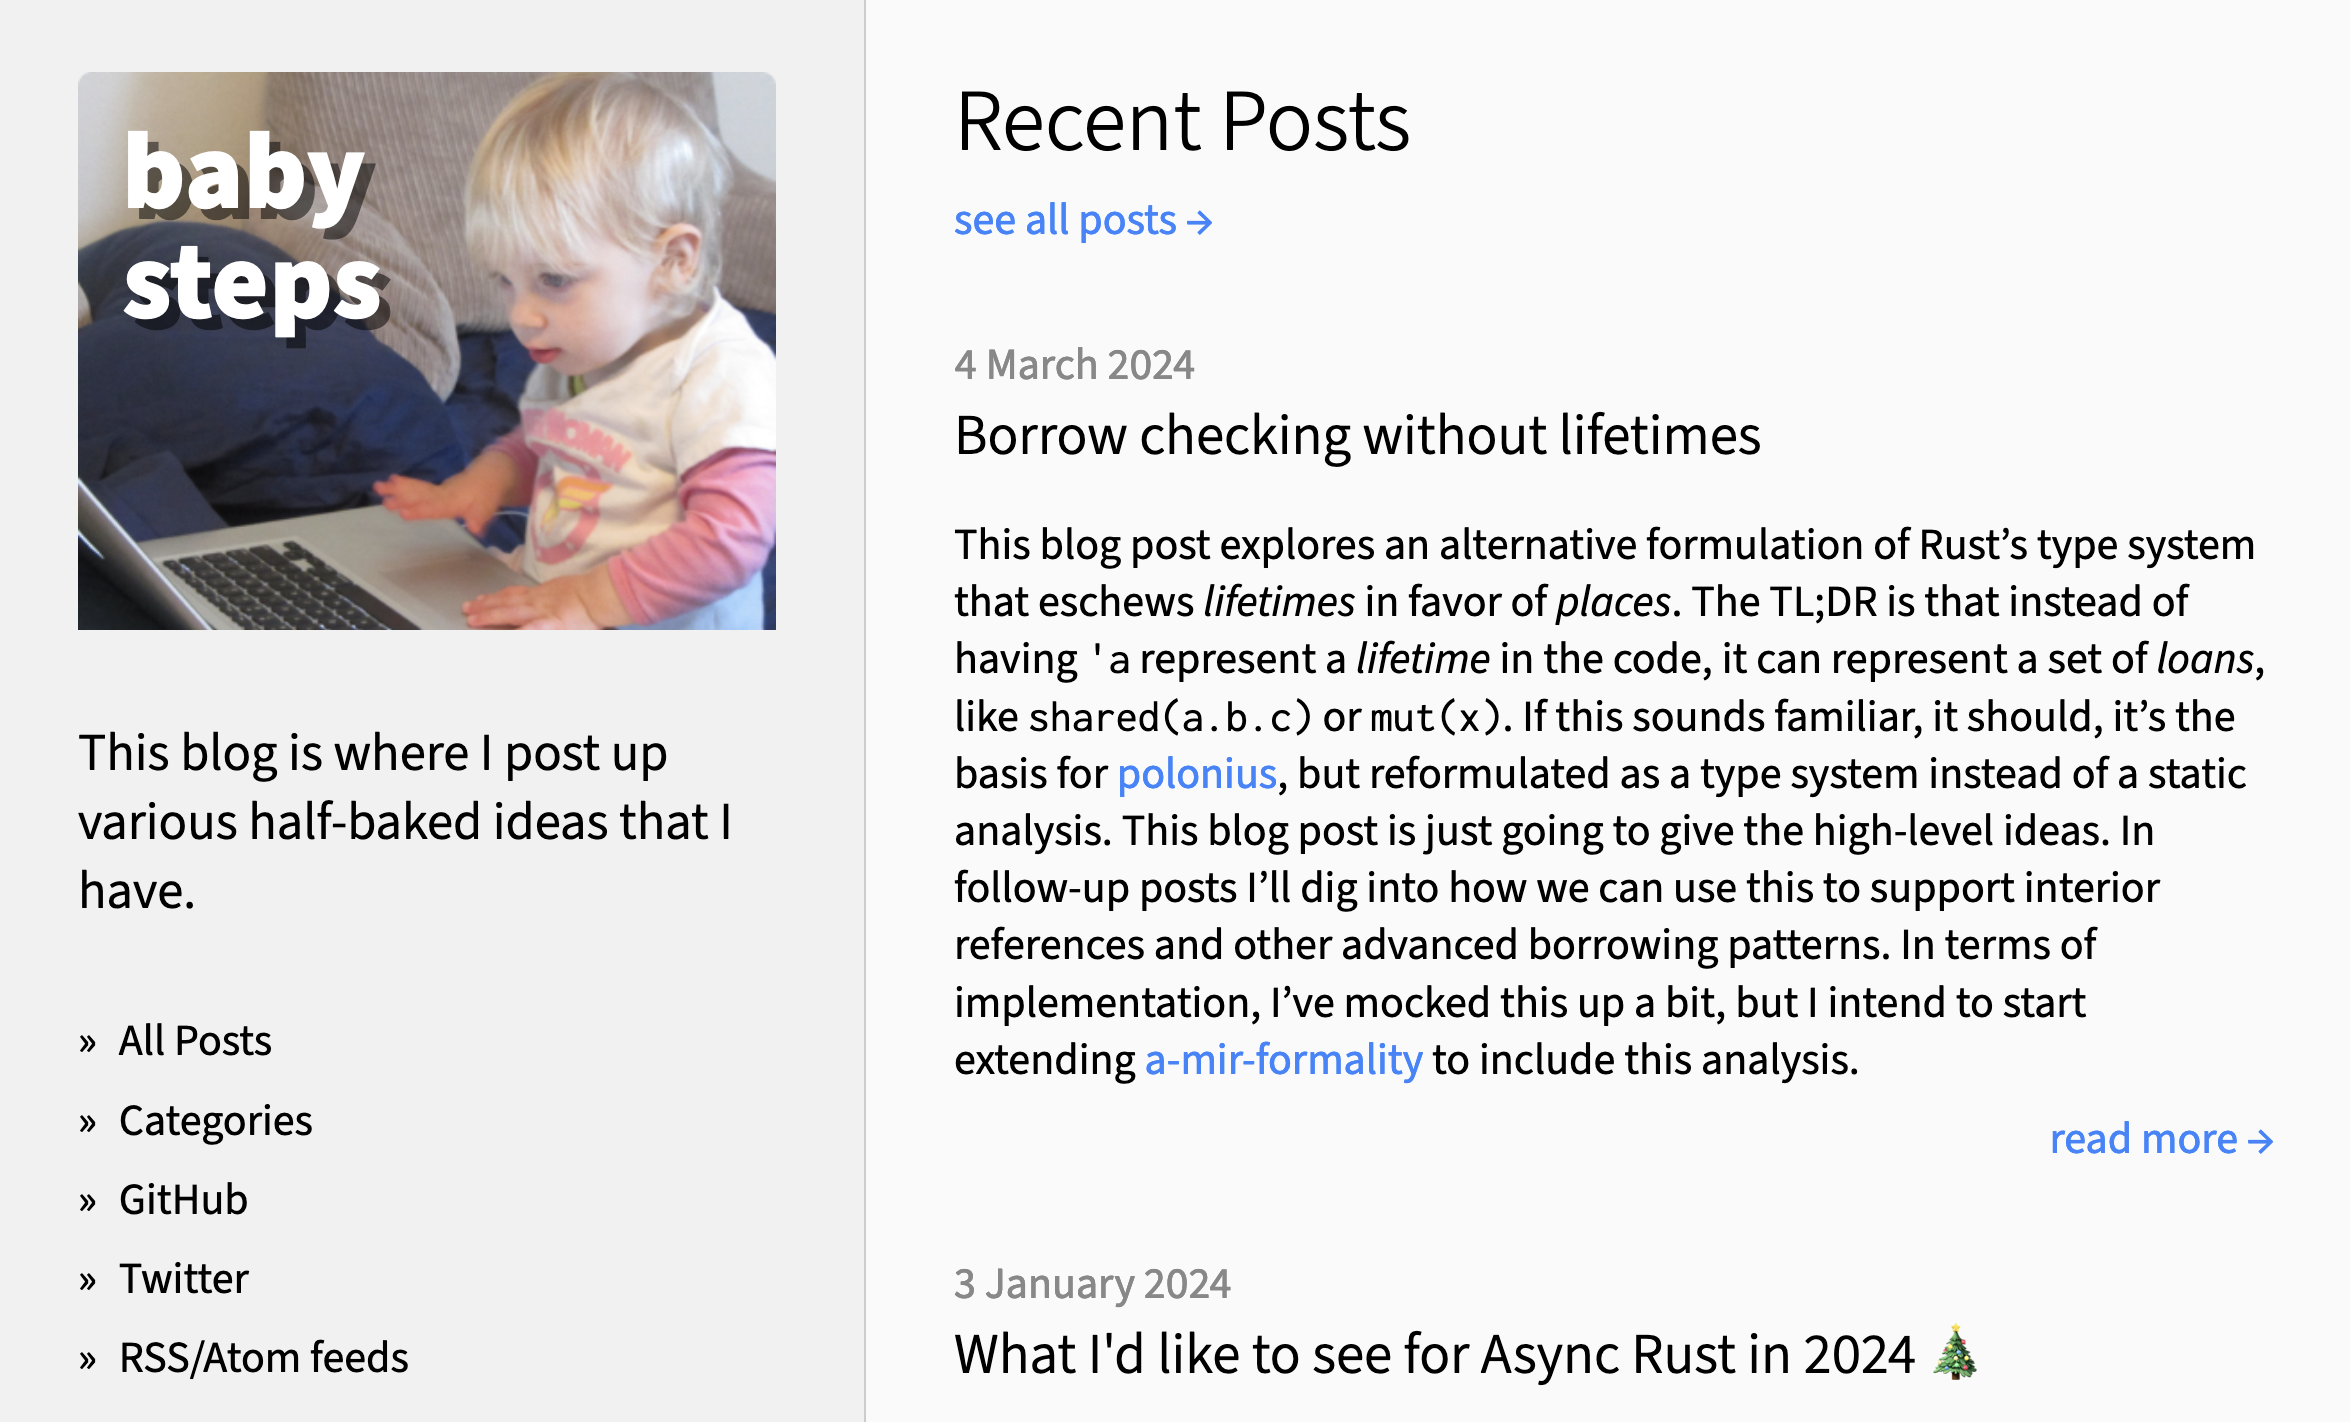 baby
steps
This blog is where I post up
various half-baked ideas that I
have.
» All Posts
» Categories
» GitHub
» Twitter
» RSS/Atom feeds
Recent Posts
see all posts →
4 March 2024
Borrow checking without lifetimes
This blog post explores an alternative formulation of Rust’s type system
that eschews lifetimes in favor of places. The TL;DR is that instead of
having 'a represent a lifetime in the code, it can represent a set of loans,
like shared(a.b.c) or mut(x). If this sounds familiar, it should, it’s the
basis for polonius, but reformulated as a type system instead of a static
analysis. This blog post is just going to give the high-level ideas. In
follow-up posts I’ll dig into how we can use this to support interior
references and other advanced borrowing patterns. In terms of
implementation, I’ve mocked this up a bit, but I intend to start
extending a-mir-formality to include this analysis.
read more →
3 January 2024
What I'd like to see for Async Rust in 2024 🎄